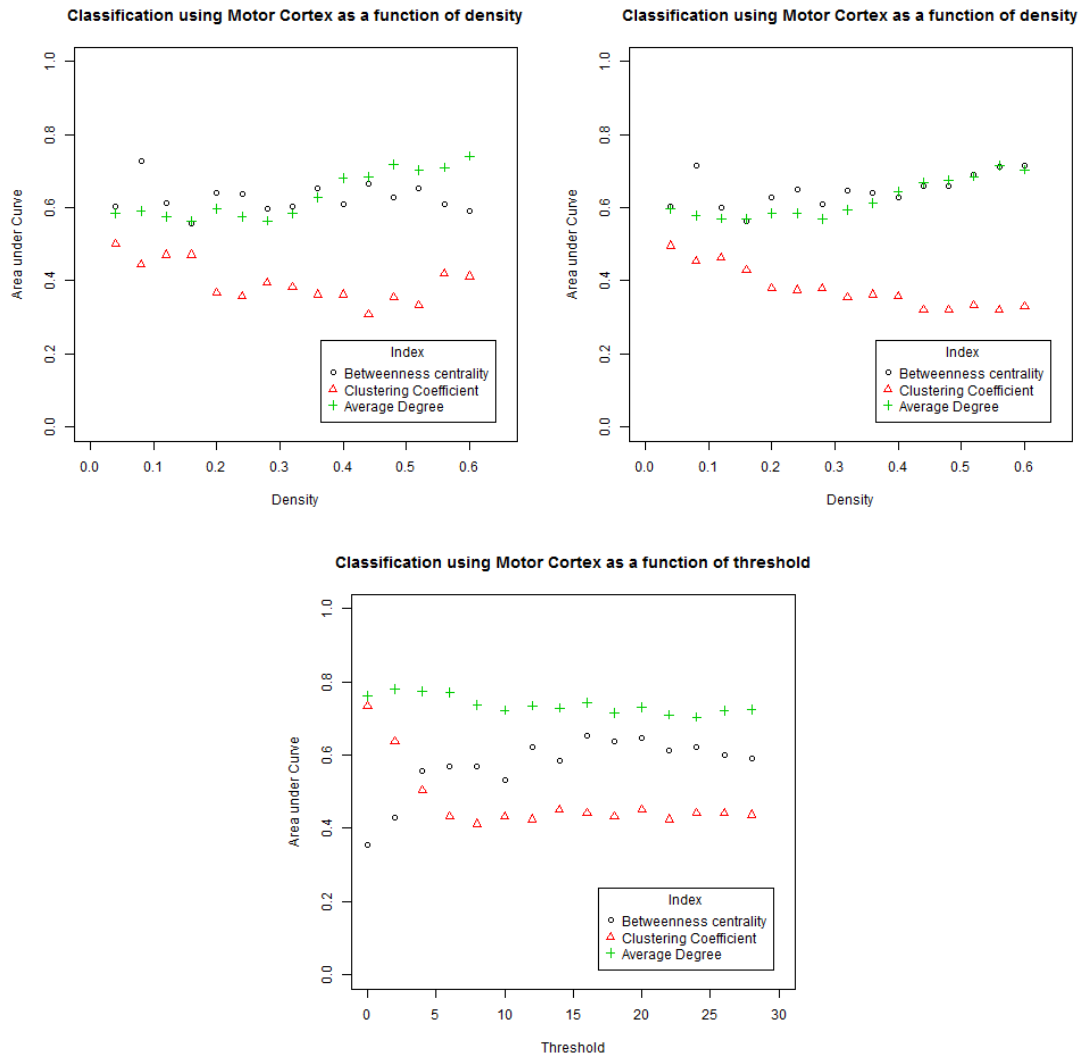 Classification using Motor Cortex as a function of density
Area under Curve
1.0
0.8
0.6
0.4
0.2
0.0
Index
Betweenness centrality
Clustering Coefficient
Average Degree
0.0 0.1 0.2 0.3 0.4 0.5 0.6
Density
Classification using Motor Cortex as a function of density
Area under Curve
1.0
0.8
0.6
0.4
0.2
0.0
Index
Betweenness centrality
Clustering Coefficient
Average Degree
0.0 0.1 0.2 0.3 0.4 0.5 0.6
Density
Classification using Motor Cortex as a function of threshold
Area under Curve
1.0
0.8
0.6
0.4
0.2
0.0
Index
Betweenness centrality
Clustering Coefficient
Average Degree
0 5 10 15 20 25 30
Threshold